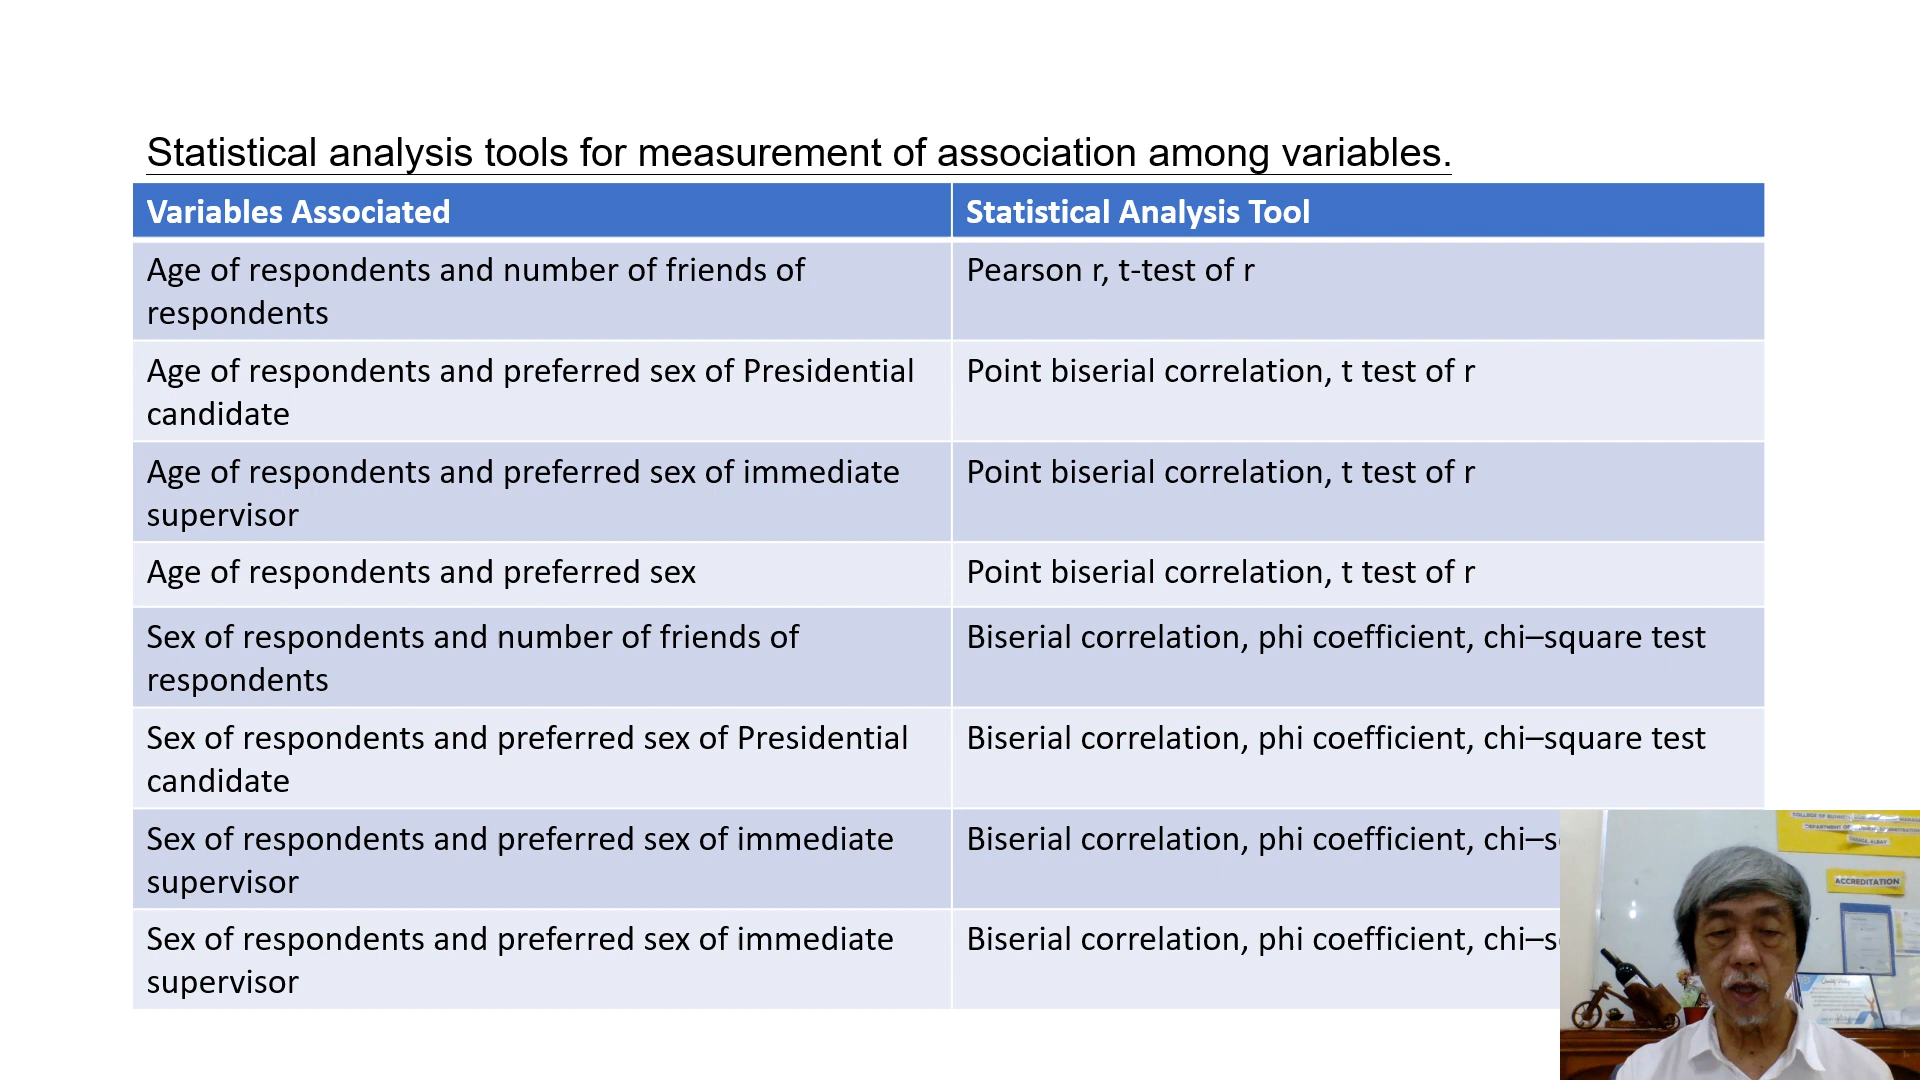 Statistical analysis tools for measurement of association among variables.
Variables Associated
Statistical Analysis Tool
Age of respondents and number of friends of
respondents
Pearson r, t-test of r
Age of respondents and preferred sex of Presidential
candidate
Point biserial correlation, t test of r
Age of respondents and preferred sex of immediate
supervisor
Point biserial correlation, t test of r
Age of respondents and preferred sex
Point biserial correlation, t test of r
Sex of respondents and number of friends of
respondents
Biserial correlation, phi coefficient, chi–square test
Sex of respondents and preferred sex of Presidential
candidate
Biserial correlation, phi coefficient, chi–square test
Sex of respondents and preferred sex of immediate
supervisor
Biserial correlation, phi coefficient,
Sex of respondents and preferred sex of immediate
supervisor
Biserial correlation, phi coefficient,
ACCREDITATION